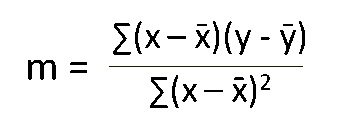 m = ∑(x – x̄)(y - ȳ) / ∑(x – x̄)²